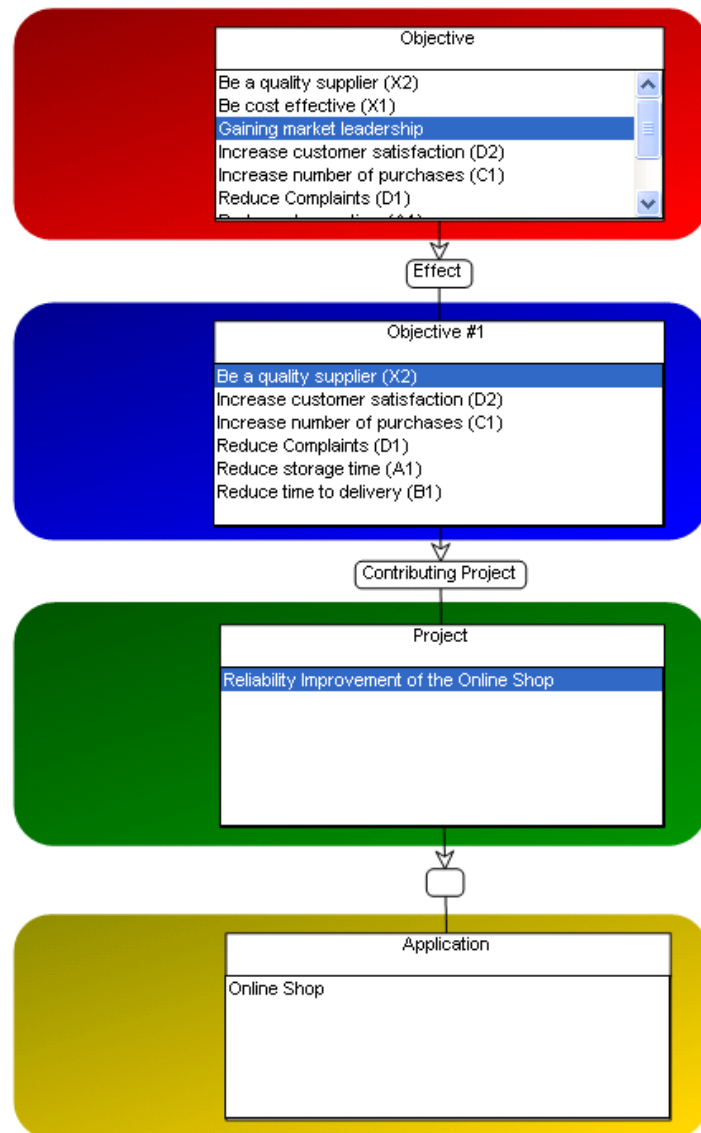 Objective
Be a quality supplier (X2)
Be cost effective (X1)
Gaining market leadership
Increase customer satisfaction (D2)
Increase number of purchases (C1)
Reduce Complaints (D1)
Effect
Objective #1
Be a quality supplier (X2)
Increase customer satisfaction (D2)
Increase number of purchases (C1)
Reduce Complaints (D1)
Reduce storage time (A1)
Reduce time to delivery (B1)
Contributing Project
Project
Reliability Improvement of the Online Shop
Application
Online Shop